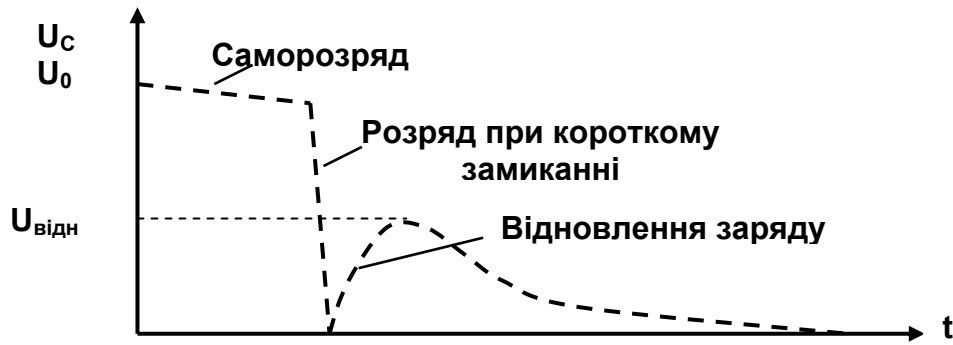 U_C
U_0
Саморозряд
Розряд при короткому
замиканні
U_відн
Відновлення заряду
t